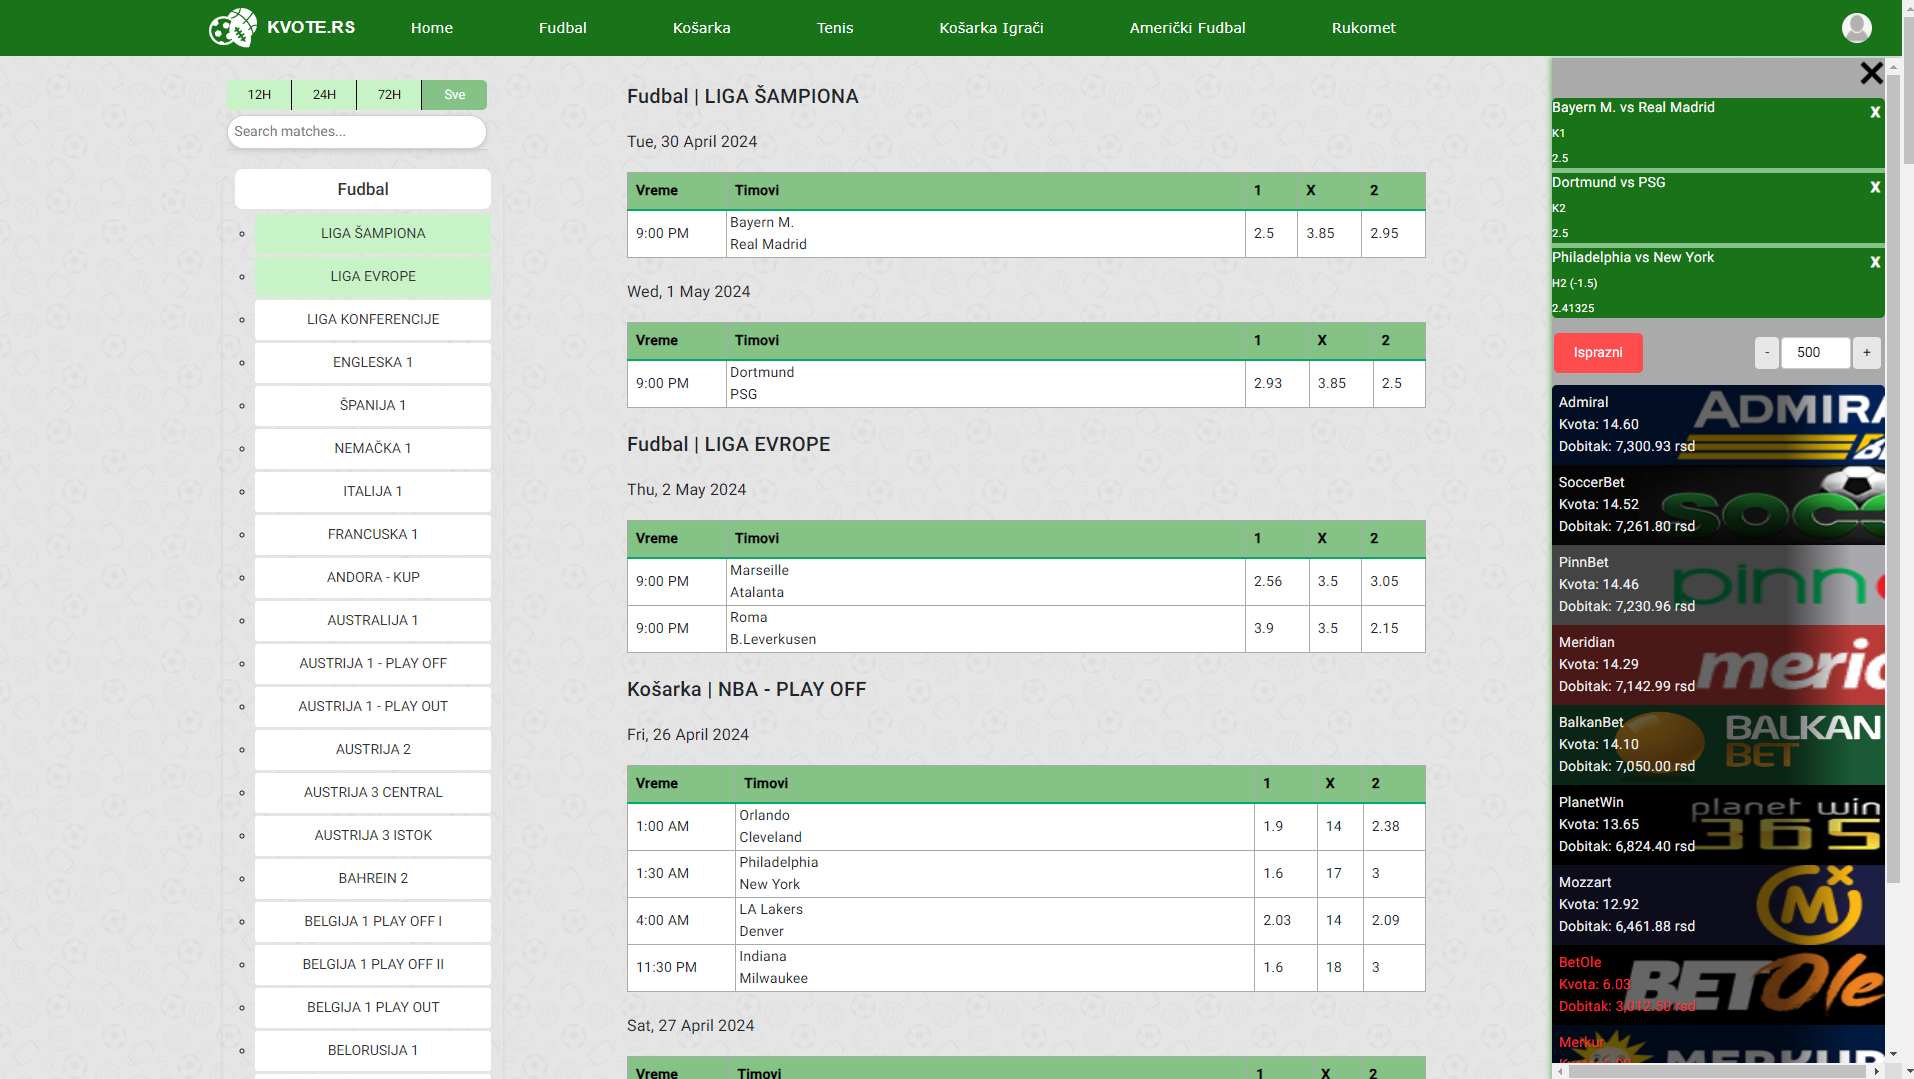 KVOTE.RS Home Fudbal Košarka Tenis Košarka Igrači Američki Fudbal Rukomet
12H 24H 72H Sve
Search matches...
Fudbal
LIGA ŠAMPIONA
LIGA EVROPE
LIGA KONFERENCIJE
ENGLESKA 1
ŠPANIJA 1
NEMAČKA 1
ITALIJA 1
FRANCUSKA 1
ANDORA - KUP
AUSTRALIJA 1
AUSTRIJA 1 - PLAY OFF
AUSTRIJA 1 - PLAY OUT
AUSTRIJA 2
AUSTRIJA 3 CENTRAL
AUSTRIJA 3 ISTOK
BAHREIN 2
BELGIJA 1 PLAY OFF I
BELGIJA 1 PLAY OFF II
BELGIJA 1 PLAY OUT
BELORUSIJA 1
Fudbal | LIGA ŠAMPIONA
Tue, 30 April 2024
Vreme Timovi 1 X 2
9:00 PM Bayern M. 2.5 3.85 2.95
Real Madrid
Wed, 1 May 2024
Vreme Timovi 1 X 2
9:00 PM Dortmund 2.93 3.85 2.5
PSG
Fudbal | LIGA EVROPE
Thu, 2 May 2024
Vreme Timovi 1 X 2
9:00 PM Marseille 2.56 3.5 3.05
Atalanta
9:00 PM Roma 3.9 3.5 2.15
B.Leverkusen
Košarka | NBA - PLAY OFF
Fri, 26 April 2024
Vreme Timovi 1 X 2
1:00 AM Orlando 1.9 14 2.38
Cleveland
1:30 AM Philadelphia 1.6 17 3
New York
4:00 AM LA Lakers 2.03 14 2.09
Denver
11:30 PM Indiana 1.6 18 3
Milwaukee
Sat, 27 April 2024
Vreme Timovi 1 X 2
Bayern M. vs Real Madrid X
K1
2.5
Dortmund vs PSG X
K2
2.5
Philadelphia vs New York X
H2 (-1.5)
2.41325
Isprazni - 500 +
Admiral
Kvota: 14.60
Dobitak: 7,300.93 rsd
ADMIRA
SoccerBet
Kvota: 14.52
Dobitak: 7,261.80 rsd
SOCC
PinnBet
Kvota: 14.46
Dobitak: 7,230.96 rsd
pinn
Meridian
Kvota: 14.29
Dobitak: 7,142.99 rsd
meric
BalkanBet
Kvota: 14.10
Dobitak: 7,050.00 rsd
BALKAN
BET
PlanetWin
Kvota: 13.65
Dobitak: 6,824.40 rsd
planet win
365
Mozzart
Kvota: 12.92
Dobitak: 6,461.88 rsd
BetOle
Kvota: 6.03
Dobitak: 3,012.50 rsd
BETOle
Merkur
MERKUR